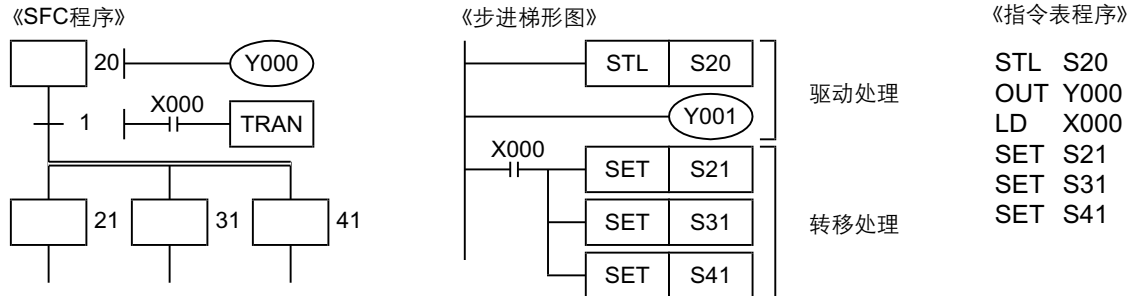 《SFC程序》
20
Y000
X000
1
TRAN
21
31
41
《步进梯形图》
STL S20
Y001
驱动处理
X000
SET S21
SET S31
转移处理
SET S41
《指令表程序》
STL S20
OUT Y000
LD X000
SET S21
SET S31
SET S41